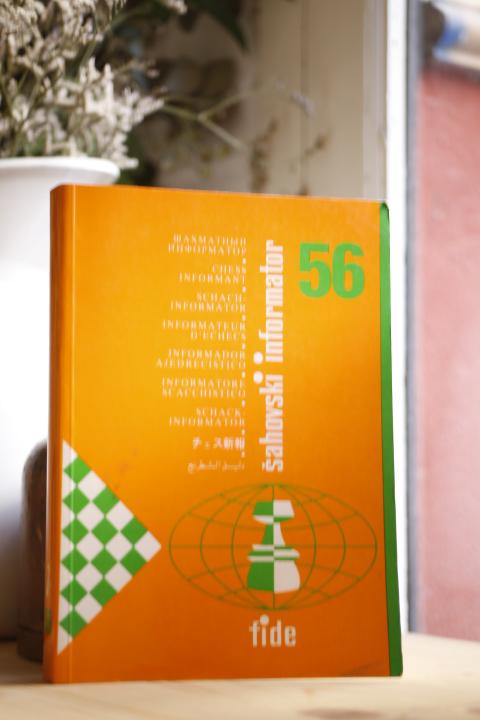 ШАХМАТНЫЙ
ИНФОРМАТОР
CHESS
INFORMANT
SCHACH-
INFORMATOR
INFORMATEUR
D'ECHECS
INFORMADOR
AJEDRECISTICO
INFORMATORE
SCACCHISTICO
SCHACK-
INFORMATOR
チェス新報
šahovski informator
56
fide